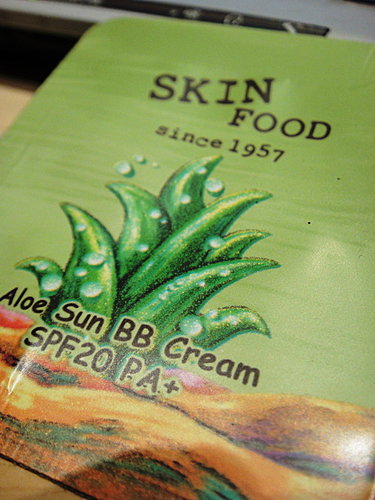 SKIN
FOOD
since 1957
Aloe Sun BB Cream
SPF20 PA+